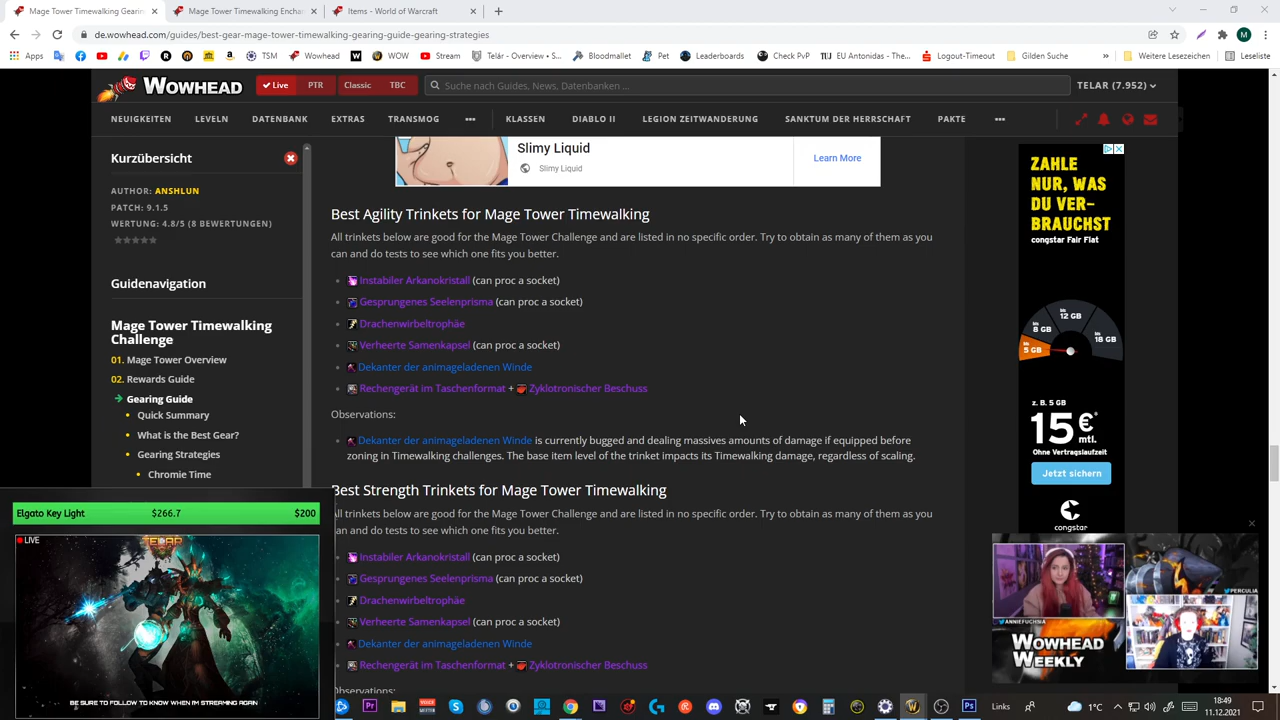 Mage Tower Timewalking Gearin
Mage Tower Timewalking Encha
Items - World of Warcraft
de.wowhead.com/guides/best-gear-mage-tower-timewalking-gearing-guide-gearing-strategies
Apps
TSM
Wowhead
WOW
Stream
Telár - Overview - S...
Bloodmallet
Pet
Leaderboards
Check PvP
EU Antonidas - The...
Logout-Timeout
Gilden Suche
»
Weitere Lesezeichen
Leseliste
WOWHEAD
Live
PTR
Classic
TBC
Suche nach Guides, News, Datenbanken ...
TELAR (7.952)
NEUIGKEITEN
LEVELN
DATENBANK
EXTRAS
TRANSMOG
•••
KLASSEN
DIABLO II
LEGION ZEITWANDERUNG
SANKTUM DER HERRSCHAFT
PAKTE
•••
Kurzübersicht
AUTHOR: ANSHLUN
PATCH: 9.1.5
WERTUNG: 4.8/5 (8 BEWERTUNGEN)
Guidenavigation
Mage Tower Timewalking
Challenge
01. Mage Tower Overview
02. Rewards Guide
Gearing Guide
Quick Summary
What is the Best Gear?
Gearing Strategies
Chromie Time
Slimy Liquid
Slimy Liquid
Learn More
Best Agility Trinkets for Mage Tower Timewalking
All trinkets below are good for the Mage Tower Challenge and are listed in no specific order. Try to obtain as many of them as you
can and do tests to see which one fits you better.
Instabiler Arkanokristall (can proc a socket)
Gesprungenes Seelenprisma (can proc a socket)
Drachenwirbeltrophäe
Verheerte Samenkapsel (can proc a socket)
Dekanter der animageladenen Winde
Rechengerät im Taschenformat + Zyklotronischer Beschuss
Observations:
Dekanter der animageladenen Winde is currently bugged and dealing massives amounts of damage if equipped before
zoning in Timewalking challenges. The base item level of the trinket impacts its Timewalking damage, regardless of scaling.
Best Strength Trinkets for Mage Tower Timewalking
All trinkets below are good for the Mage Tower Challenge and are listed in no specific order. Try to obtain as many of them as you
an and do tests to see which one fits you better.
Instabiler Arkanokristall (can proc a socket)
Gesprungenes Seelenprisma (can proc a socket)
Drachenwirbeltrophäe
Verheerte Samenkapsel (can proc a socket)
Dekanter der animageladenen Winde
Rechengerät im Taschenformat + Zyklotronischer Beschuss
Observations:
ZAHLE
NUR, WAS
DU VER-
BRAUCHST
congstar Fair Flat
bis 5 GB
bis 8 GB
bis 12 GB
bis 18 GB
z. B. 5 GB
15 €*
mtl.
Ohne Vertragslaufzeit
Jetzt sichern
congstar
Elgato Key Light
$266.7
$200
LIVE
TELAR
BE SURE TO FOLLOW TO KNOW WHEN I'M STREAMING AGAIN
ANNIEFUCHSIA
PERCULIA
WOWHEAD
WEEKLY
Links
1°C
18:49
11.12.2021